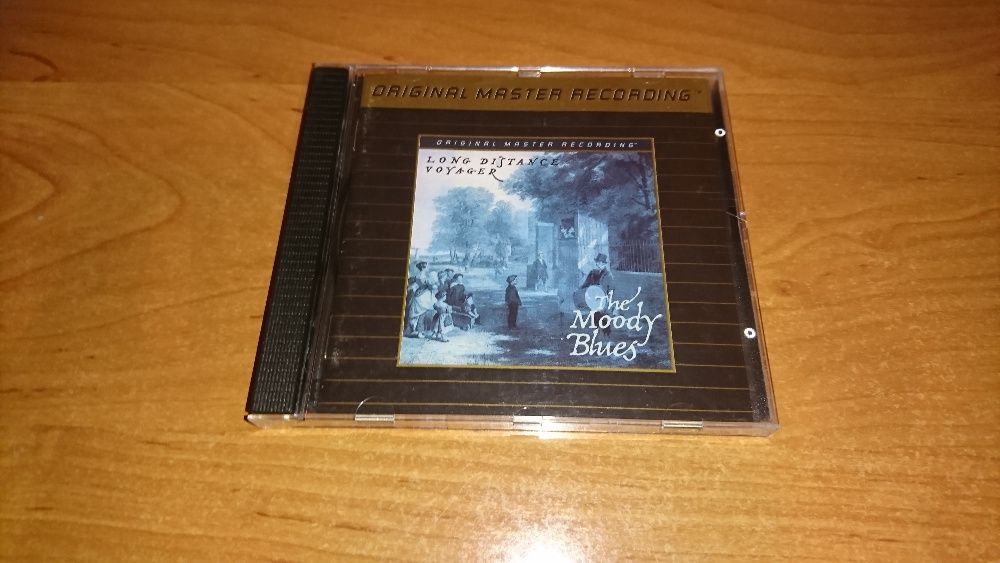 ORIGINAL MASTER RECORDING™
ORIGINAL MASTER RECORDING™
LONG DISTANCE
VOYAGER
The
Moody
Blues